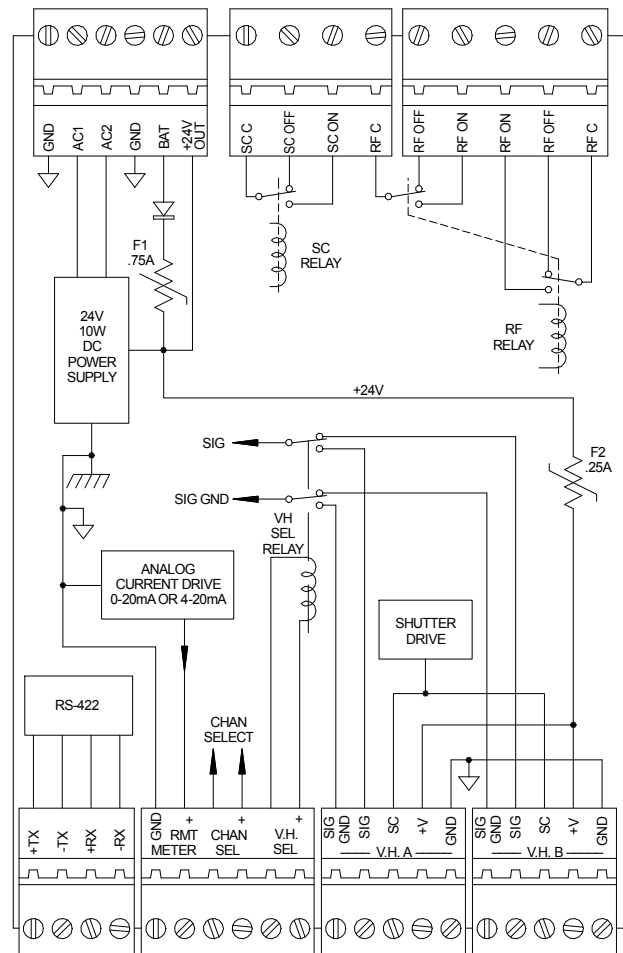 GND
AC1
AC2
GND
BAT
+24V
OUT
SC C
SC OFF
SC ON
RF C
RF OFF
RF ON
RF ON
RF OFF
RF C
F1
.75A
SC
RELAY
24V
10W
DC
POWER
SUPPLY
RF
RELAY
+24V
SIG
F2
.25A
SIG GND
VH
SEL
RELAY
ANALOG
CURRENT DRIVE
0-20mA OR 4-20mA
SHUTTER
DRIVE
RS-422
CHAN
SELECT
+TX
-TX
+RX
-RX
GND
+
RMT
METER
+
CHAN
SEL
+
V.H.
SEL
SIG
GND
SIG
SC
+V
GND
V.H. A
SIG
GND
SIG
SC
+V
GND
V.H. B